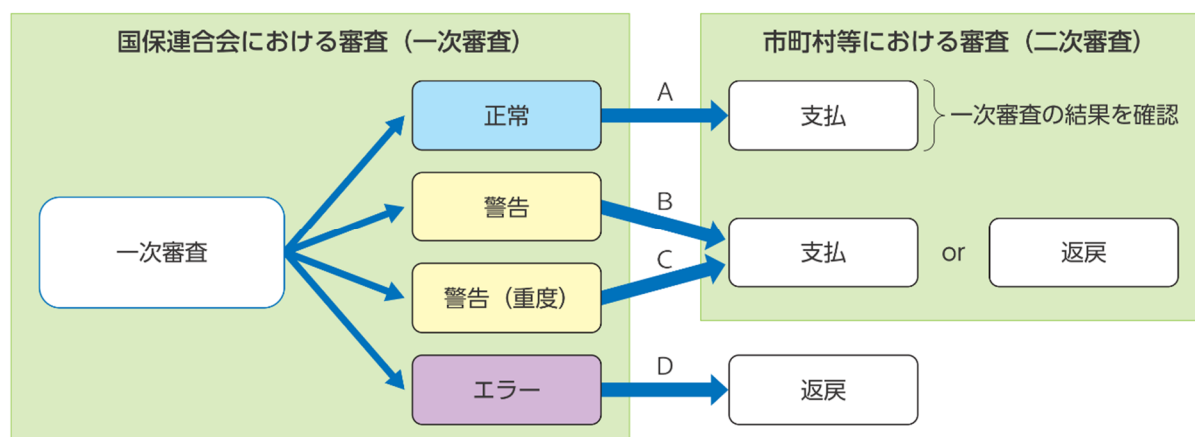 国保連合会における審査（一次審査）
市町村等における審査（二次審査）
一次審査
正常
A
支払
一次審査の結果を確認
警告
B
警告（重度）
C
支払
or
返戻
エラー
D
返戻